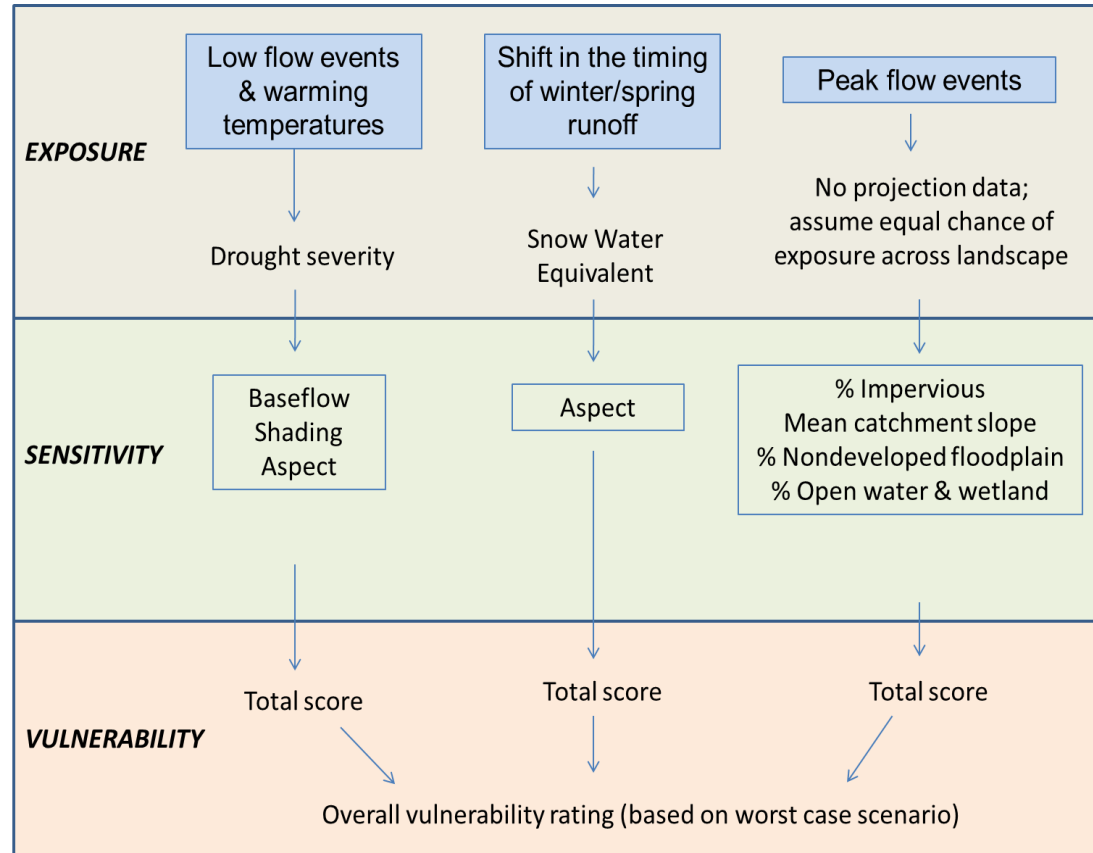 EXPOSURE
Low flow events
& warming
temperatures
Drought severity
Shift in the timing
of winter/spring
runoff
Snow Water
Equivalent
Peak flow events
No projection data;
assume equal chance of
exposure across landscape
SENSITIVITY
Baseflow
Shading
Aspect
Aspect
% Impervious
Mean catchment slope
% Nondeveloped floodplain
% Open water & wetland
VULNERABILITY
Total score
Total score
Total score
Overall vulnerability rating (based on worst case scenario)